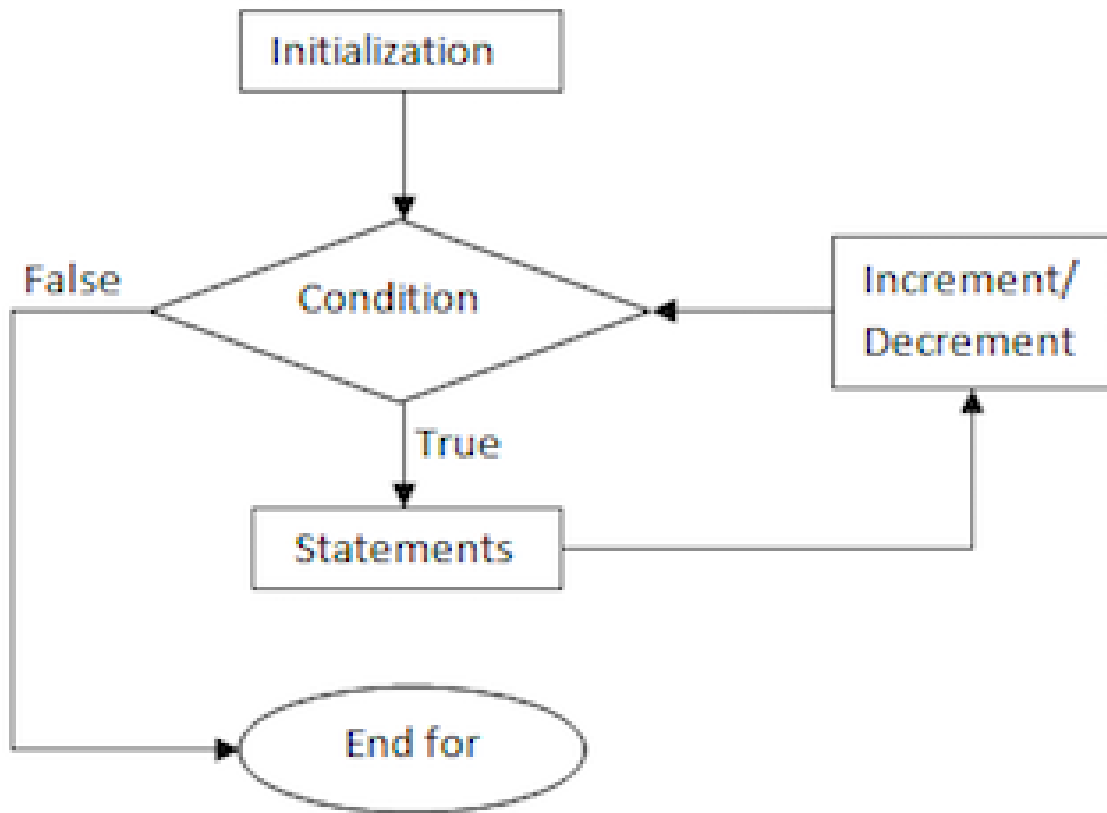 Initialization
False
Condition
Increment/
Decrement
True
Statements
End for